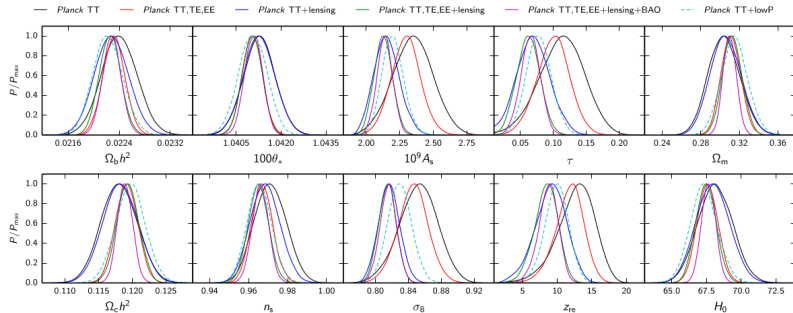 Planck TT Planck TT,TE,EE Planck TT+lensing Planck TT,TE,EE+lensing Planck TT,TE,EE+lensing+BAO Planck TT+lowP
P/Pmax
1.0
0.8
0.6
0.4
0.2
0.0
0.0216 0.0224 0.0232 1.0405 1.0420 1.0435 2.00 2.25 2.50 2.75 0.05 0.10 0.15 0.20 0.24 0.28 0.32 0.36
Ωbh² 100θ* 10⁹As τ Ωm
P/Pmax
1.0
0.8
0.6
0.4
0.2
0.0
0.110 0.115 0.120 0.125 0.94 0.96 0.98 1.00 0.80 0.84 0.88 0.92 5 10 15 20 65.0 67.5 70.0 72.5
Ωch² ns σ8 zre H0